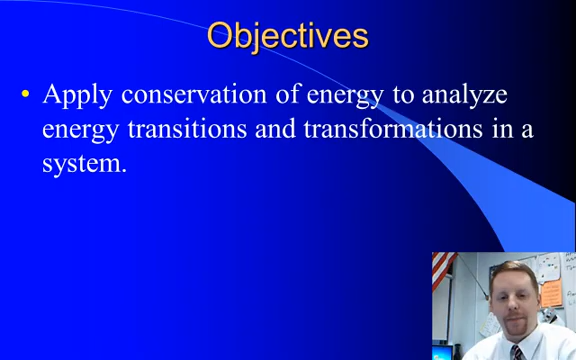 Objectives
• Apply conservation of energy to analyze
energy transitions and transformations in a
system.